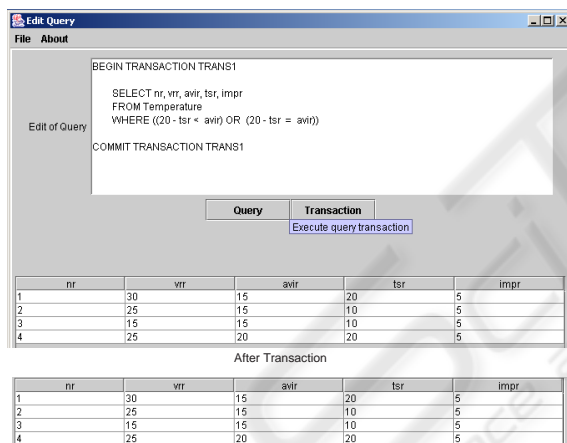 Edit Query
File About
BEGIN TRANSACTION TRANS1
SELECT nr, vrr, avir, tsr, impr
FROM Temperature
WHERE ((20 - tsr < avir) OR (20 - tsr = avir))
Edit of Query
COMMIT TRANSACTION TRANS1
Query Transaction
Execute query transaction
nr vrr avir tsr impr
1 30 15 20 5
2 25 15 10 5
3 15 15 10 5
4 25 20 20 5
After Transaction
nr vrr avir tsr impr
1 30 15 20 5
2 25 15 10 5
3 15 15 10 5
4 25 20 20 5